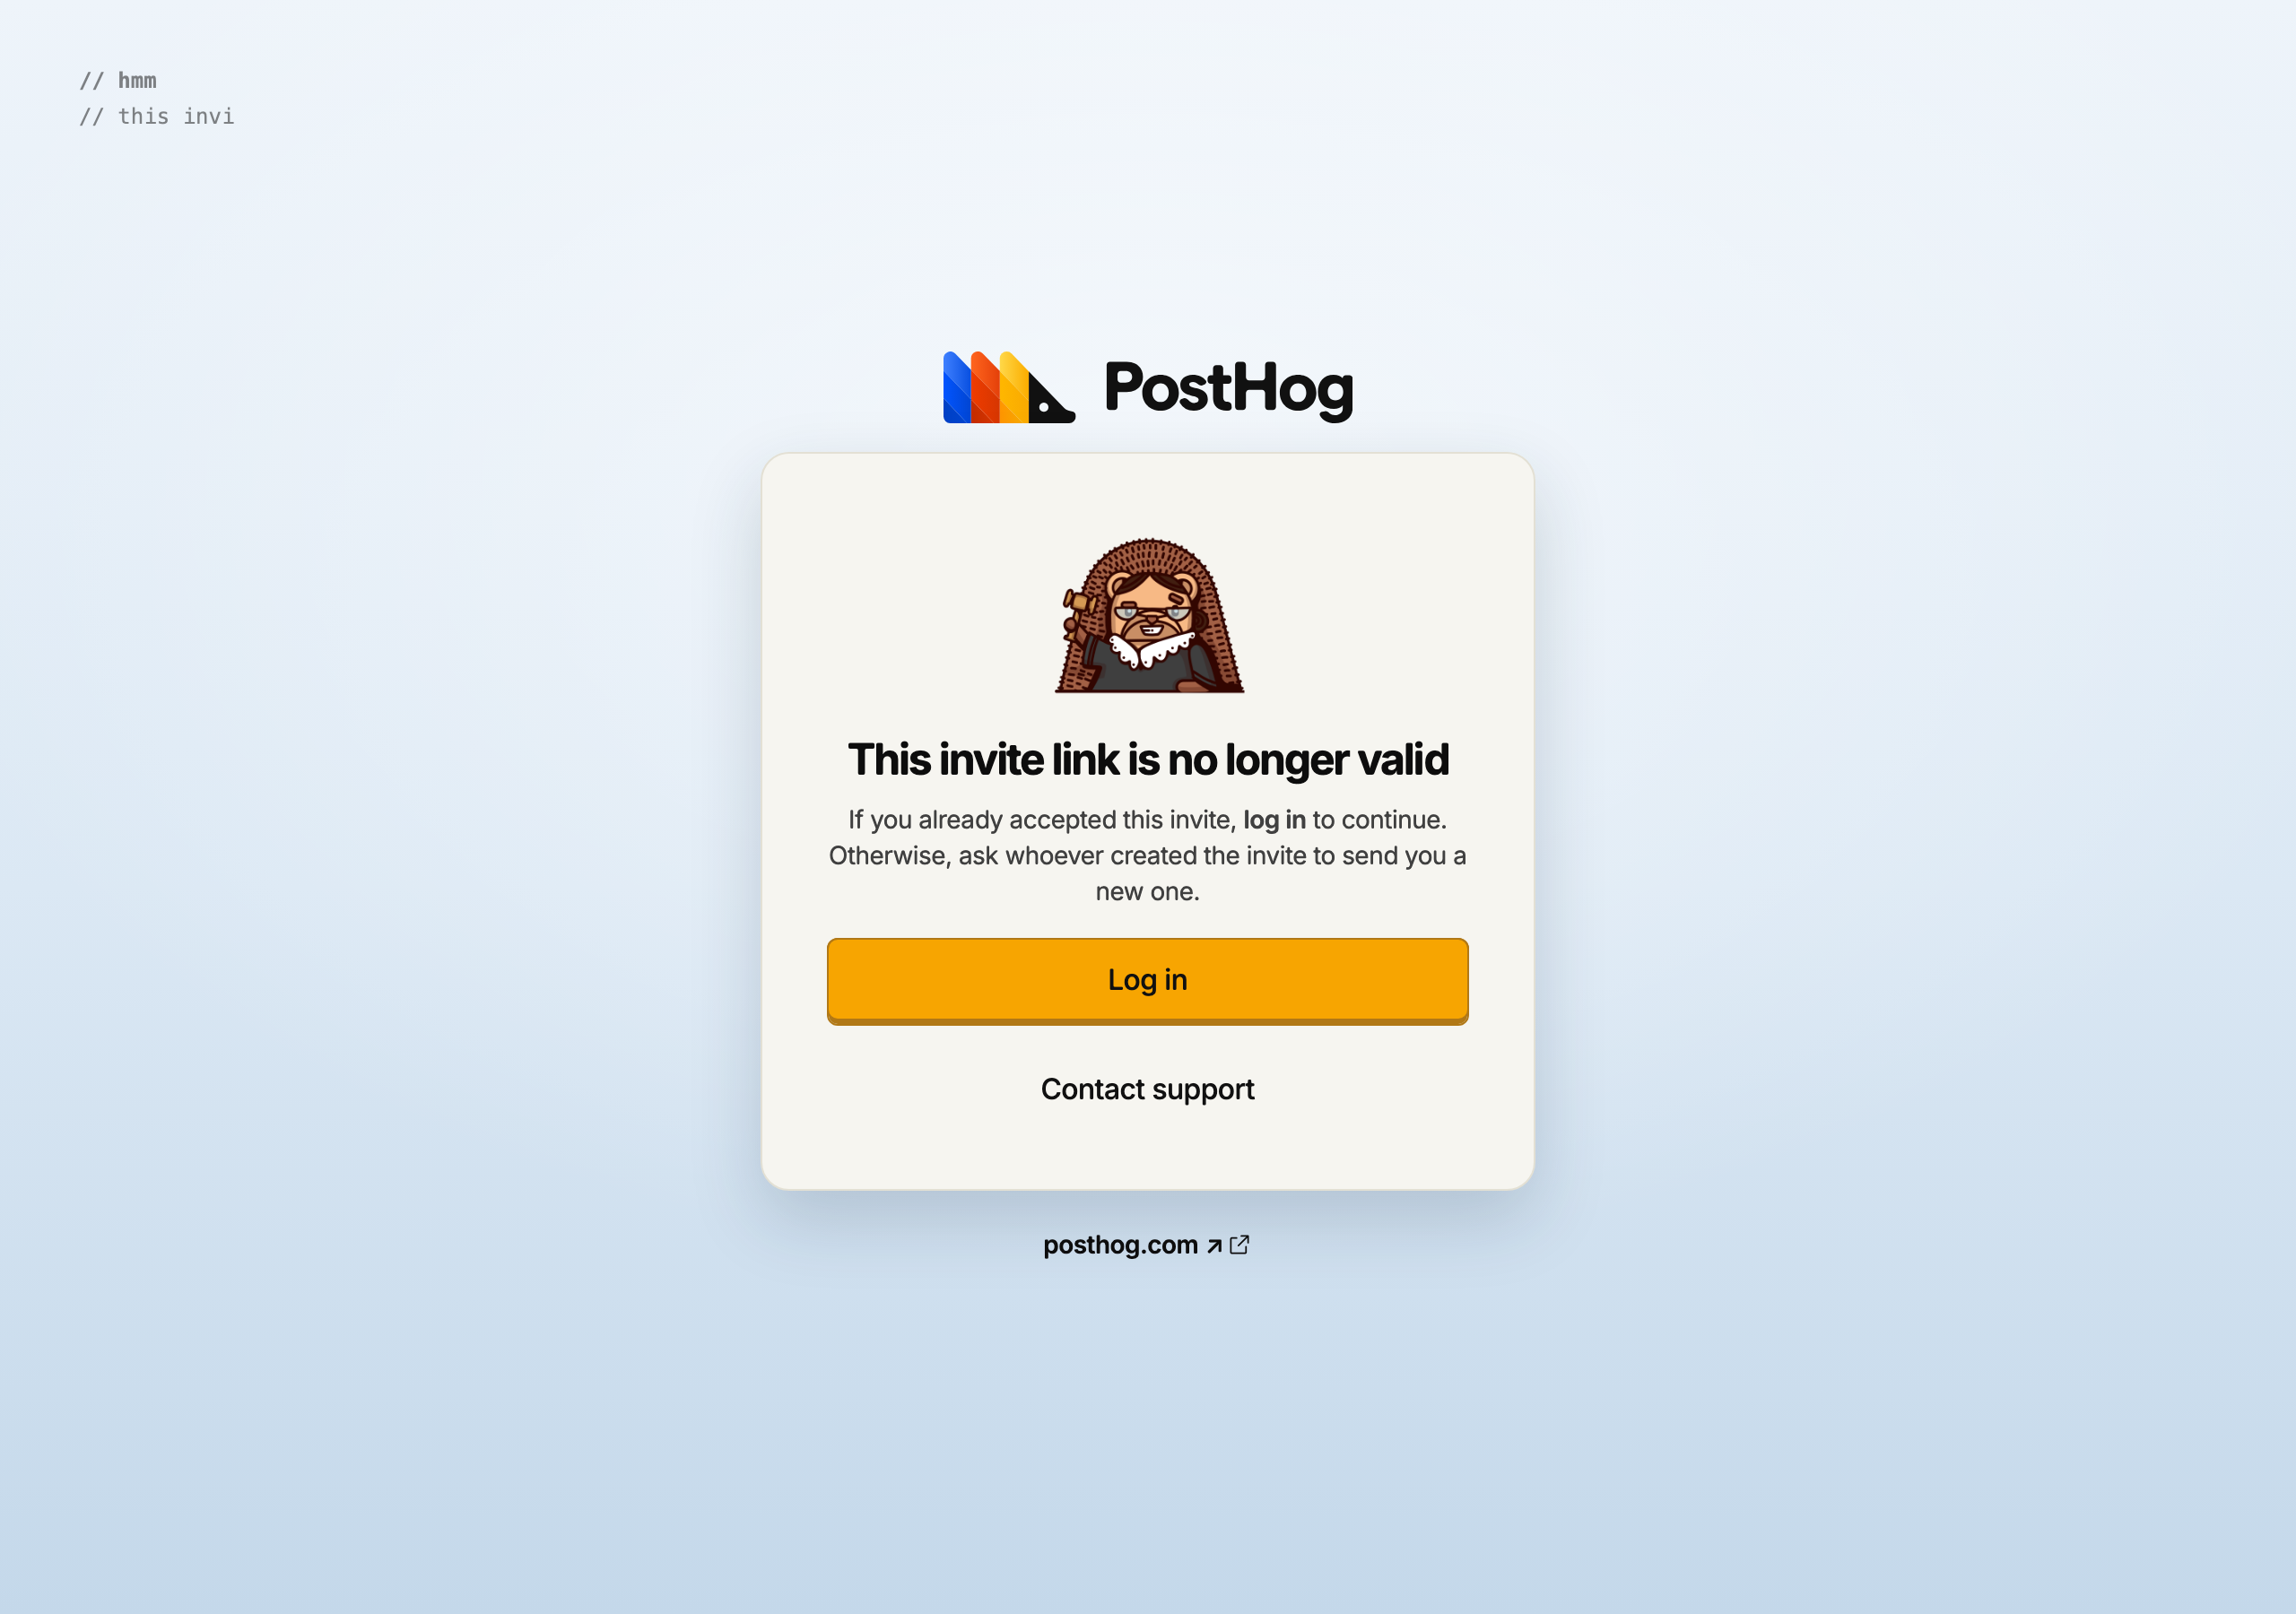 // hmm
// this invi
PostHog
This invite link is no longer valid
If you already accepted this invite, log in to continue.
Otherwise, ask whoever created the invite to send you a
new one.
Log in
Contact support
posthog.com ↗